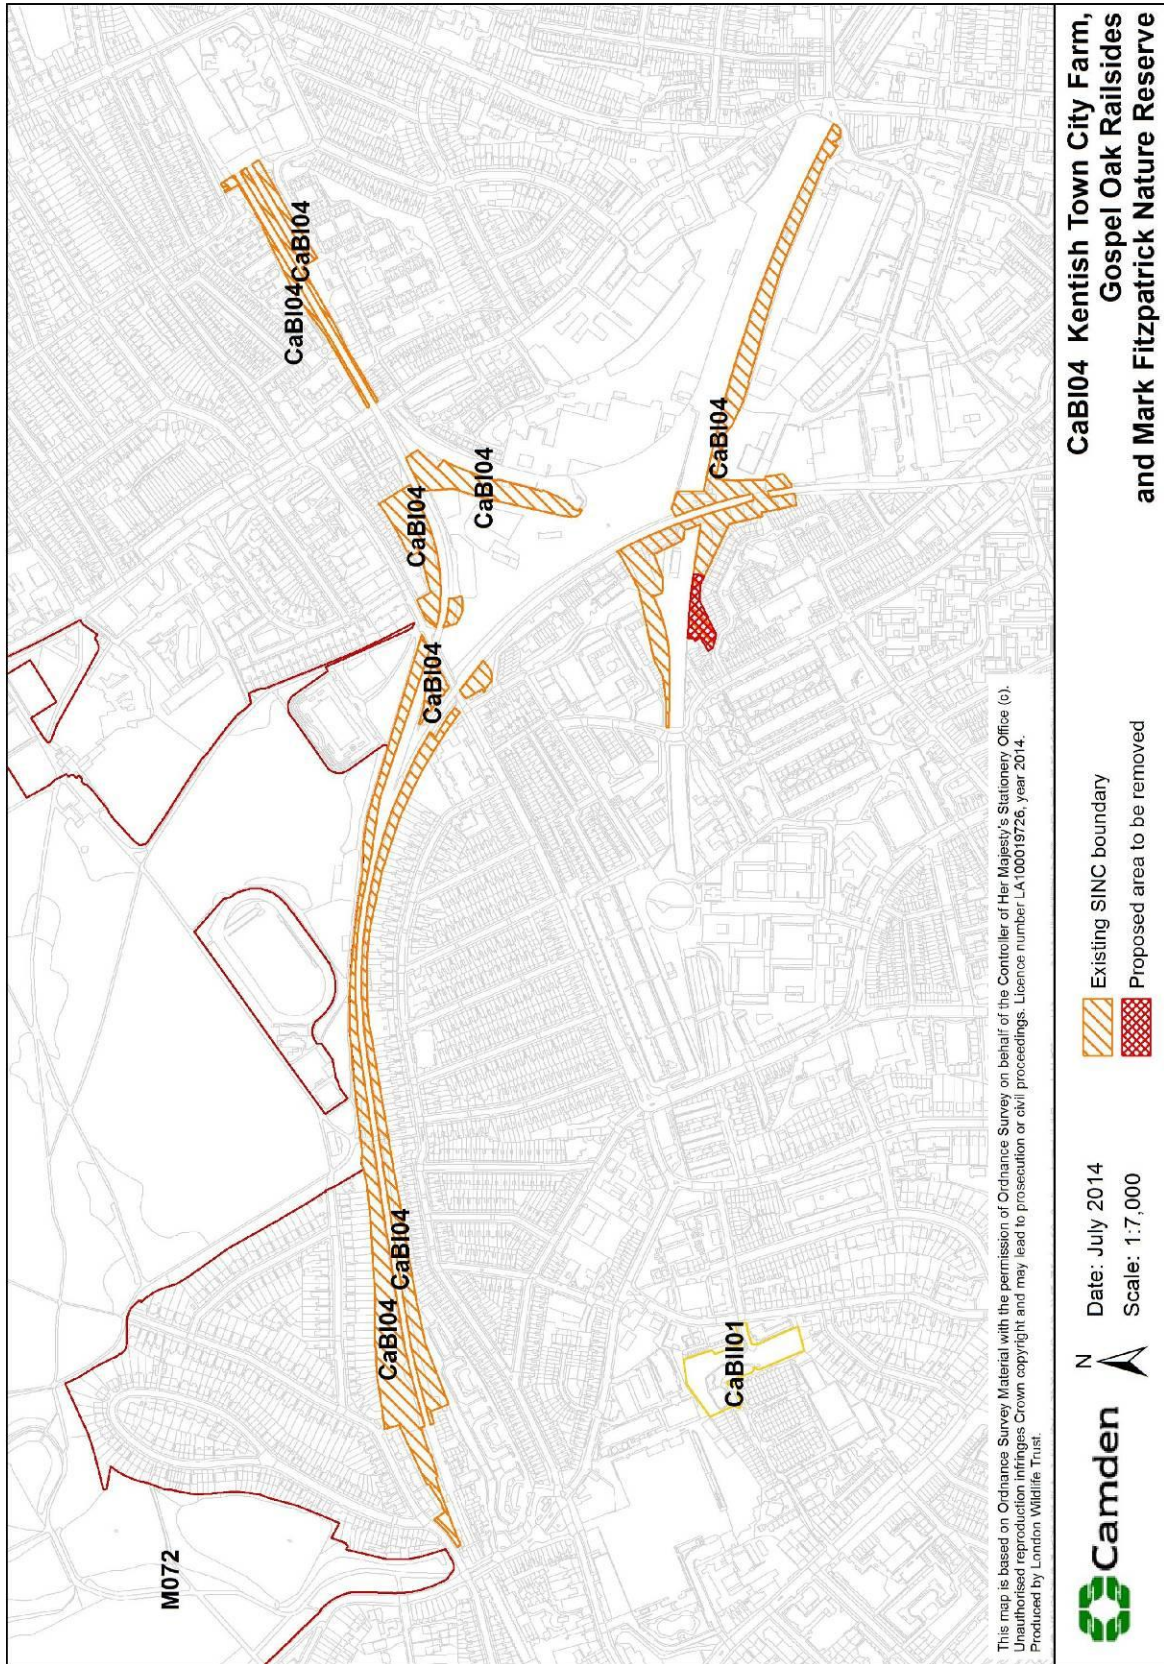 CaBI04
CaBI04
CaBI04
CaBI04
CaBI04
CaBI04
CaBI04
CaBI04
CaBI04
CaBII01
M072
This map is based on Ordnance Survey Material with the permission of Ordnance Survey on behalf of the Controller of Her Majesty's Stationery Office (c).
Unauthorised reproduction infringes Crown copyright and may lead to prosecution or civil proceedings. Licence number LA100019726, year 2014.
Produced by London Wildlife Trust.
Camden
N
Date: July 2014
Scale: 1:7,000
Existing SINC boundary
Proposed area to be removed
CaBI04 Kentish Town City Farm,
Gospel Oak Railsides
and Mark Fitzpatrick Nature Reserve